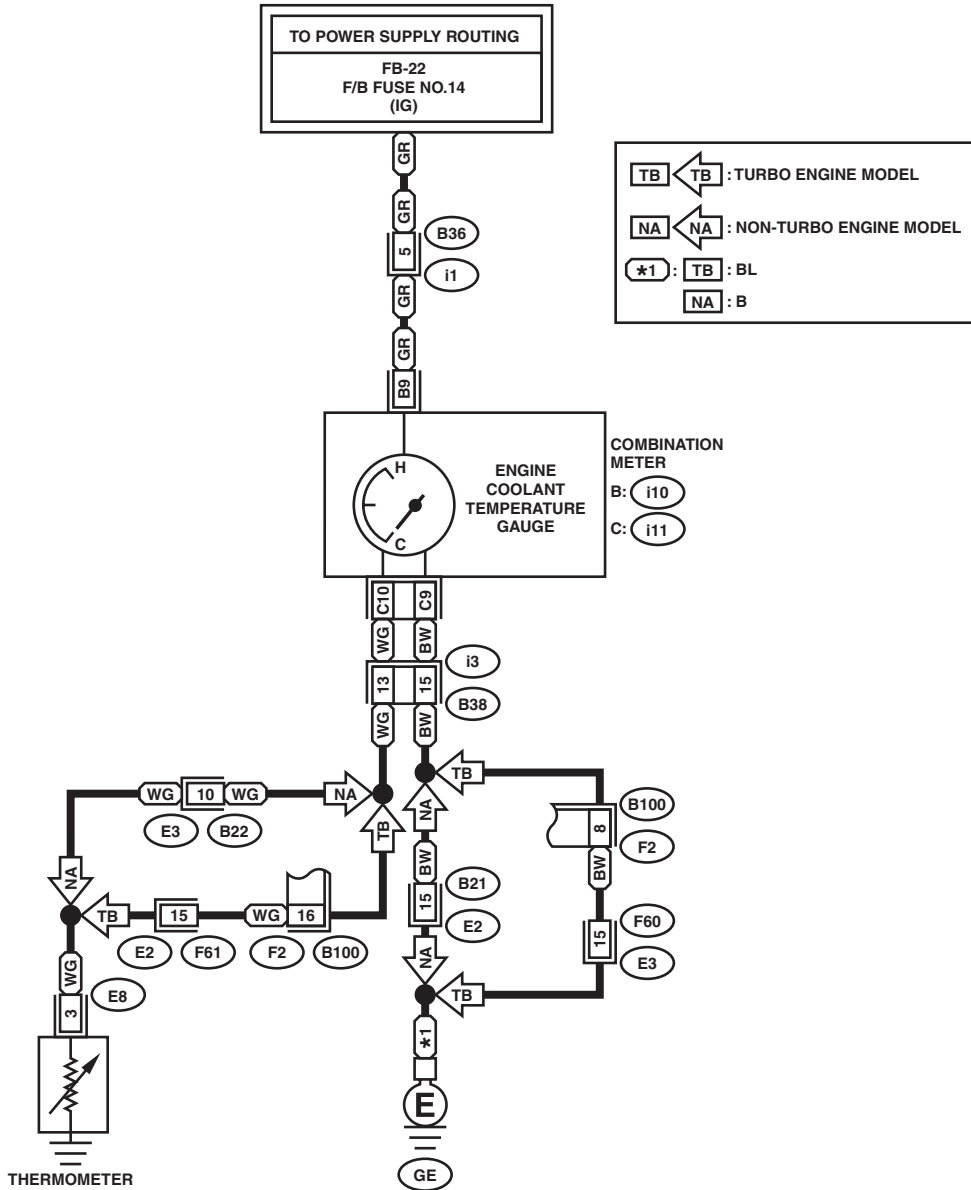 TO POWER SUPPLY ROUTING
FB-22
F/B FUSE NO.14
(IG)
GR
GR
5
B36
i1
GR
GR
B9
TB TB : TURBO ENGINE MODEL
NA NA : NON-TURBO ENGINE MODEL
*1 : TB : BL
NA : B
H
C
ENGINE
COOLANT
TEMPERATURE
GAUGE
COMBINATION
METER
B: i10
C: i11
C10 C9
WG BW
i3
13 15
B38
WG BW
TB
WG 10 WG NA
E3 B22
NA
TB
B100
8
F2
BW
BW
NA
TB 15 WG 16
E2 F61 F2 B100
B21
15
E2
F60
15
E3
NA
TB
WG
E8
3
*1
E
GE
THERMOMETER